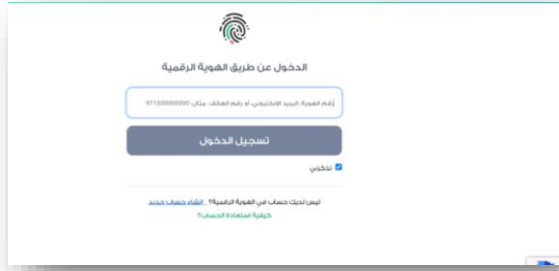 الدخول عن طريق الهوية الرقمية
رقم الهوية، البريد الإلكتروني، أو رقم الهاتف. مثال: 971500000000
تسجيل الدخول
تذكرني
ليس لديك حساب في الهوية الرقمية؟ إنشاء حساب جديد
كيفية استعادة الحساب؟